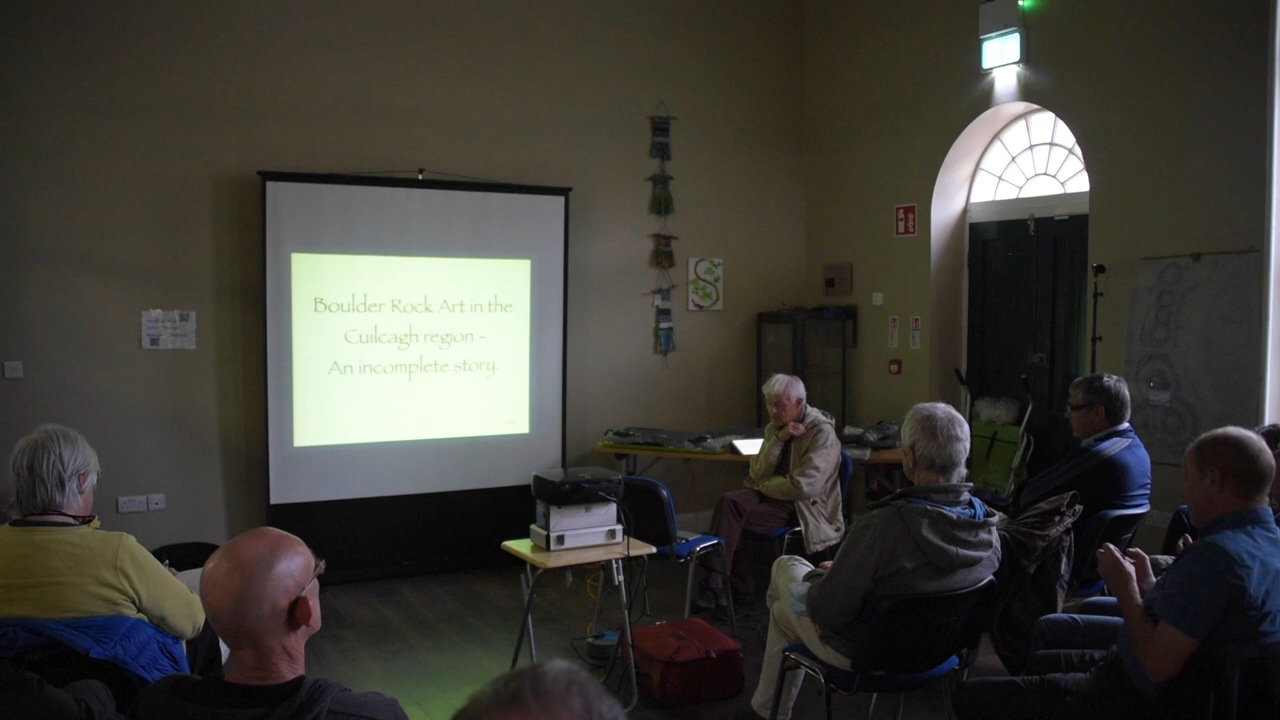 Boulder Rock Art in the
Cuilcagh region -
An incomplete story.